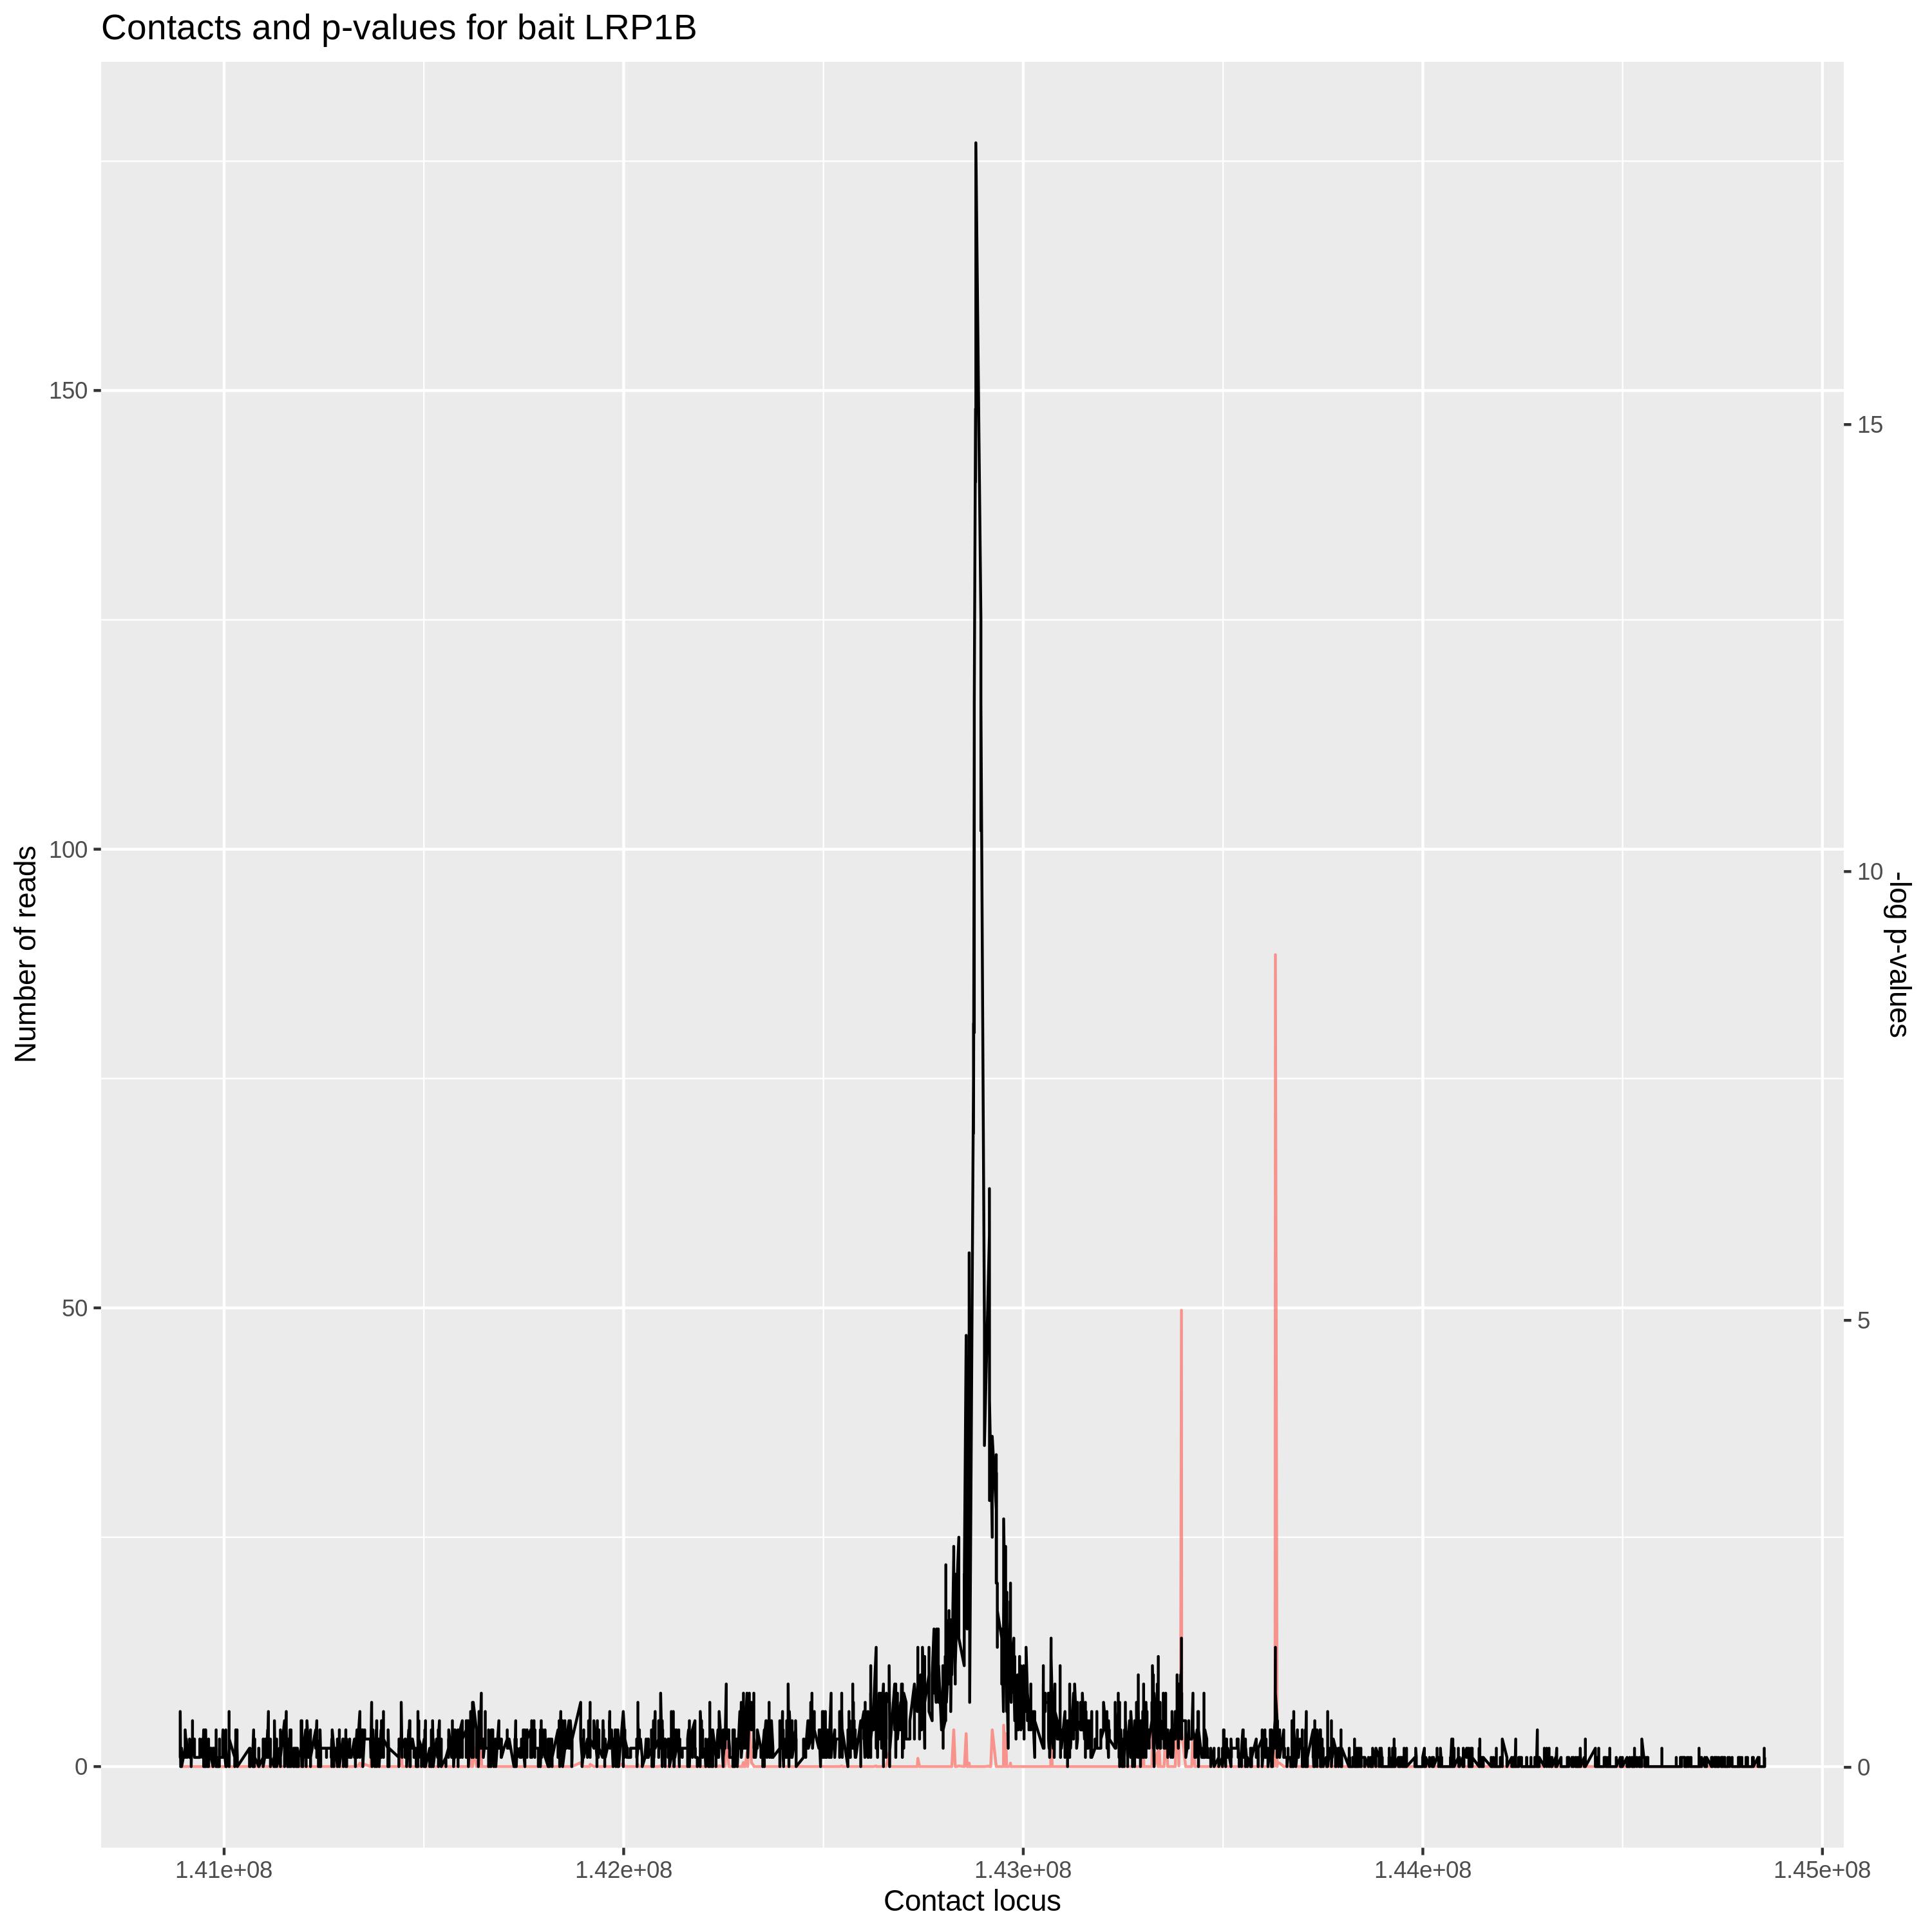 Contacts and p-values for bait LRP1B
150
100
50
0
Number of reads
15
10
5
0
-log p-values
1.41e+08
1.42e+08
1.43e+08
1.44e+08
1.45e+08
Contact locus